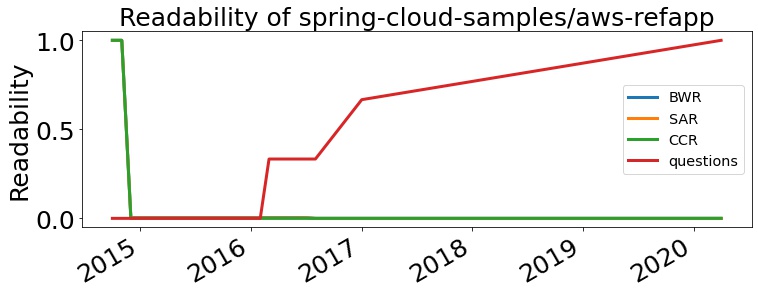 Readability of spring-cloud-samples/aws-refapp
Readability
1.0
0.5
0.0
BWR
SAR
CCR
questions
2015
2016
2017
2018
2019
2020